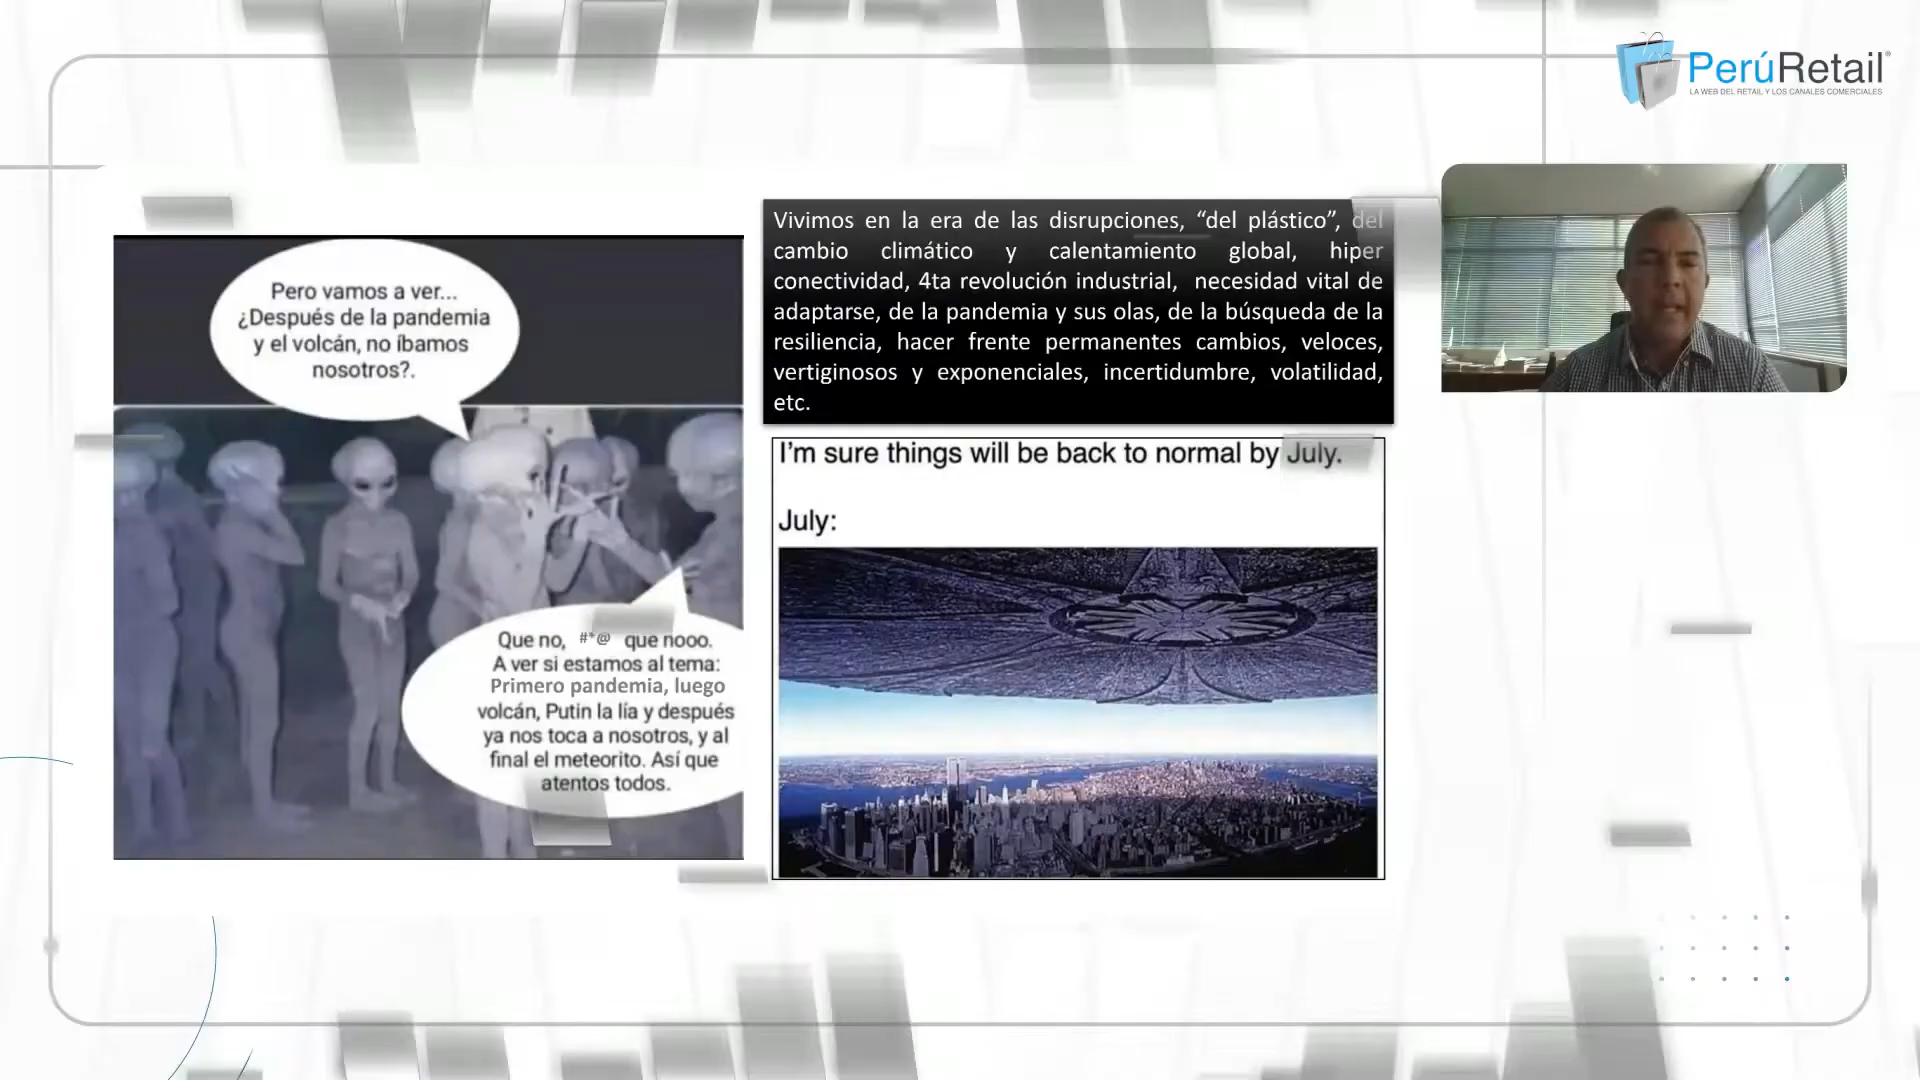 PerúRetail®
LA WEB DEL RETAIL Y LOS CANALES COMERCIALES
Pero vamos a ver...
¿Después de la pandemia
y el volcán, no íbamos
nosotros?.
Que no, #*@ que nooo.
A ver si estamos al tema:
Primero pandemia, luego
volcán, Putin la lía y después
ya nos toca a nosotros, y al
final el meteorito. Así que
atentos todos.
Vivimos en la era de las disrupciones, “del plástico”, del
cambio climático y calentamiento global, hiper
conectividad, 4ta revolución industrial, necesidad vital de
adaptarse, de la pandemia y sus olas, de la búsqueda de la
resiliencia, hacer frente permanentes cambios, veloces,
vertiginosos y exponenciales, incertidumbre, volatilidad,
etc.
I’m sure things will be back to normal by July.
July: